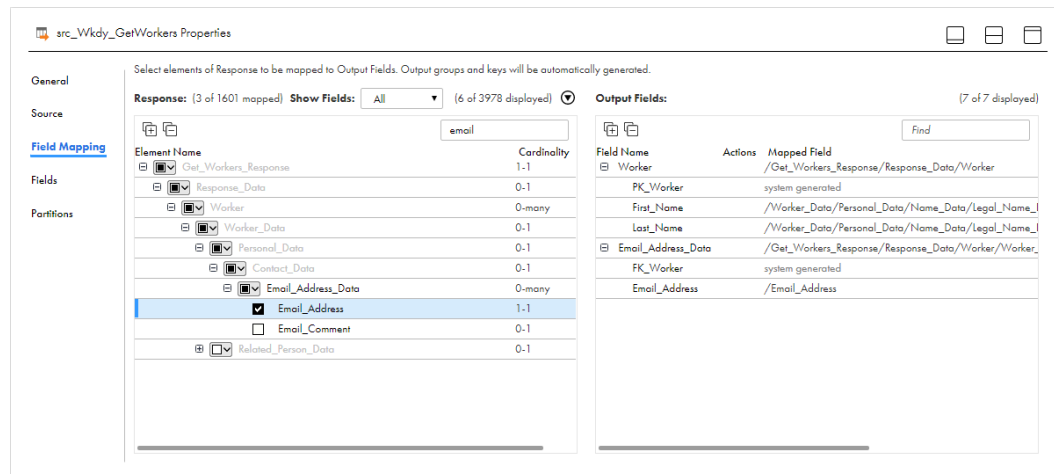 src_Wkdy_GetWorkers Properties
General
Source
Field Mapping
Fields
Partitions
Select elements of Response to be mapped to Output Fields. Output groups and keys will be automatically generated.
Response: (3 of 1601 mapped) Show Fields: All (6 of 3978 displayed)
email
Element Name Cardinality
Get_Workers_Response 1-1
Response_Data 0-1
Worker 0-many
Worker_Data 0-1
Personal_Data 0-1
Contact_Data 0-1
Email_Address_Data 0-many
Email_Address 1-1
Email_Comment 0-1
Related_Person_Data 0-1
Output Fields: (7 of 7 displayed)
Find
Field Name Actions Mapped Field
Worker /Get_Workers_Response/Response_Data/Worker
PK_Worker system generated
First_Name /Worker_Data/Personal_Data/Name_Data/Legal_Name_
Last_Name /Worker_Data/Personal_Data/Name_Data/Legal_Name_
Email_Address_Data /Get_Workers_Response/Response_Data/Worker/Worker_
FK_Worker system generated
Email_Address /Email_Address